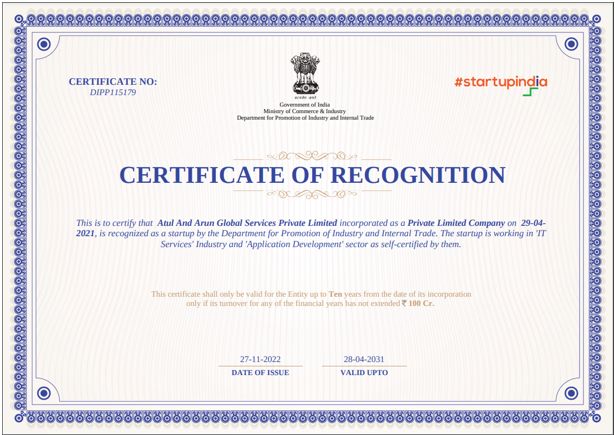 CERTIFICATE NO:
DIPP115179
#startupindia
सत्यमेव जयते
Government of India
Ministry of Commerce & Industry
Department for Promotion of Industry and Internal Trade
CERTIFICATE OF RECOGNITION
This is to certify that Atul And Arun Global Services Private Limited incorporated as a Private Limited Company on 29-04-
2021, is recognized as a startup by the Department for Promotion of Industry and Internal Trade. The startup is working in 'IT
Services' Industry and 'Application Development' sector as self-certified by them.
This certificate shall only be valid for the Entity up to Ten years from the date of its incorporation
only if its turnover for any of the financial years has not extended ₹ 100 Cr.
27-11-2022
DATE OF ISSUE
28-04-2031
VALID UPTO